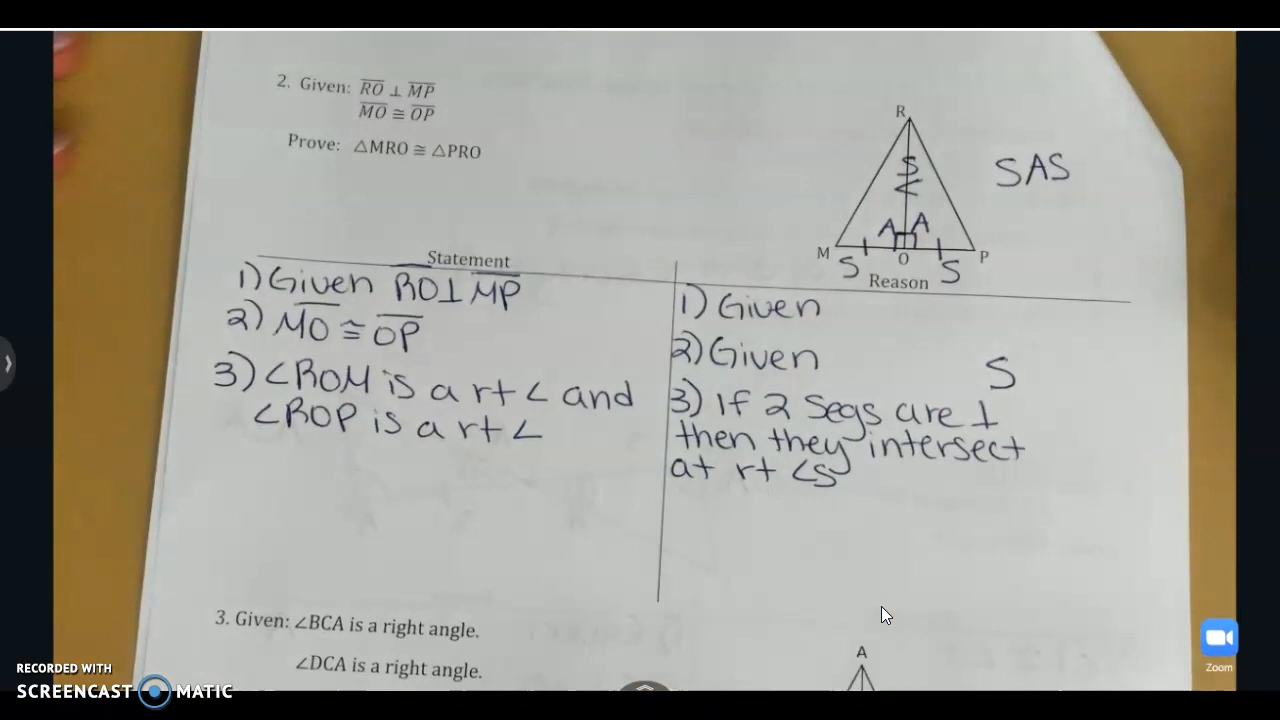 2. Given: RO ⊥ MP
MO ≅ OP
Prove: △MRO ≅ △PRO
R
S
SAS
A A
M
O
P
S
S
Statement
Reason
1) Given RO ⊥ MP
1) Given
2) MO ≅ OP
2) Given
S
3) ∠ROM is a rt ∠ and
∠ROP is a rt ∠
3) If 2 segs are ⊥
then they intersect
at rt ∠s
3. Given: ∠BCA is a right angle.
∠DCA is a right angle.
A
Zoom
RECORDED WITH
SCREENCAST MATIC